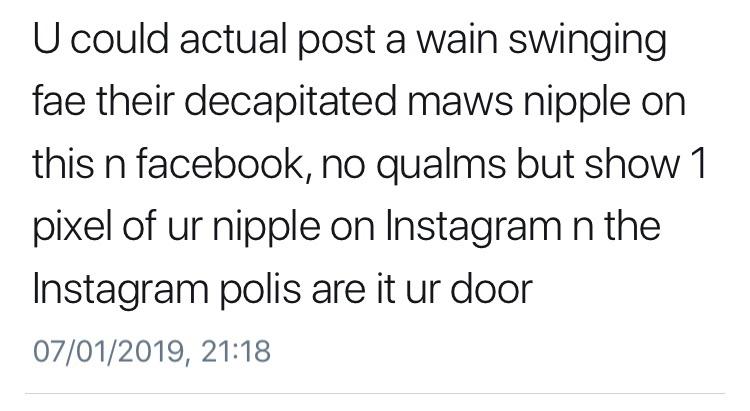 U could actual post a wain swinging
fae their decapitated maws nipple on
this n facebook, no qualms but show 1
pixel of ur nipple on Instagram n the
Instagram polis are it ur door
07/01/2019, 21:18